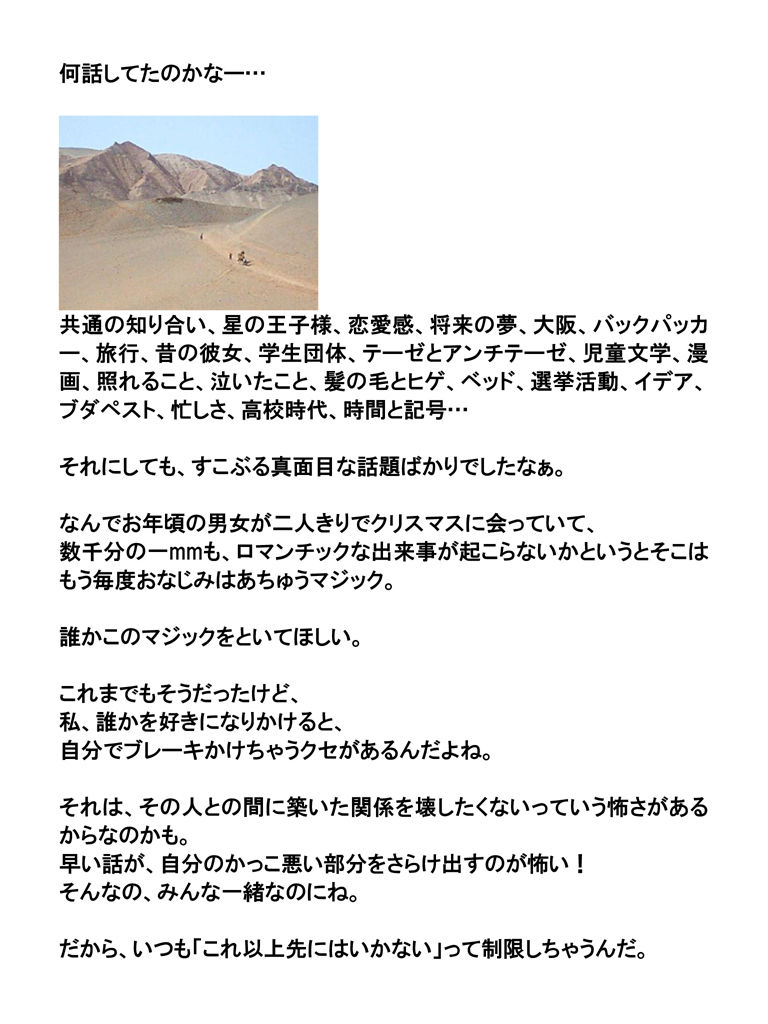 何話してたのかなー…
共通の知り合い、星の王子様、恋愛感、将来の夢、大阪、バックパッカ
ー、旅行、昔の彼女、学生団体、テーゼとアンチテーゼ、児童文学、漫
画、照れること、泣いたこと、髪の毛とヒゲ、ベッド、選挙活動、イデア、
ブダペスト、忙しさ、高校時代、時間と記号…
それにしても、すこぶる真面目な話題ばかりでしたなぁ。
なんでお年頃の男女が二人きりでクリスマスに会っていて、
数千分の一mmも、ロマンチックな出来事が起こらないかというとそこは
もう毎度おなじみはあちゅうマジック。
誰かこのマジックをといてほしい。
これまでもそうだったけど、
私、誰かを好きになりかけると、
自分でブレーキかけちゃうクセがあるんだよね。
それは、その人との間に築いた関係を壊したくないっていう怖さがある
からなのかも。
早い話が、自分のかっこ悪い部分をさらけ出すのが怖い！
そんなの、みんな一緒なのにね。
だから、いつも「これ以上先にはいかない」って制限しちゃうんだ。